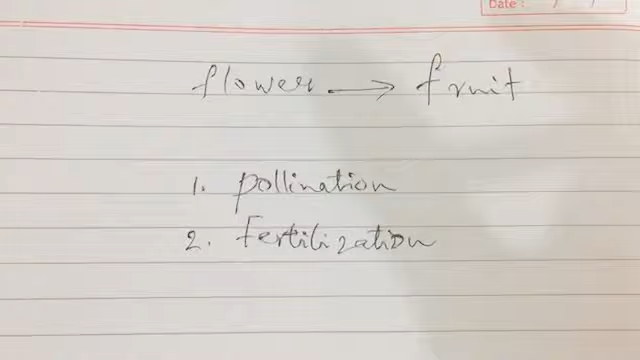 Date :
flower → fruit
1. pollination
2. fertilization